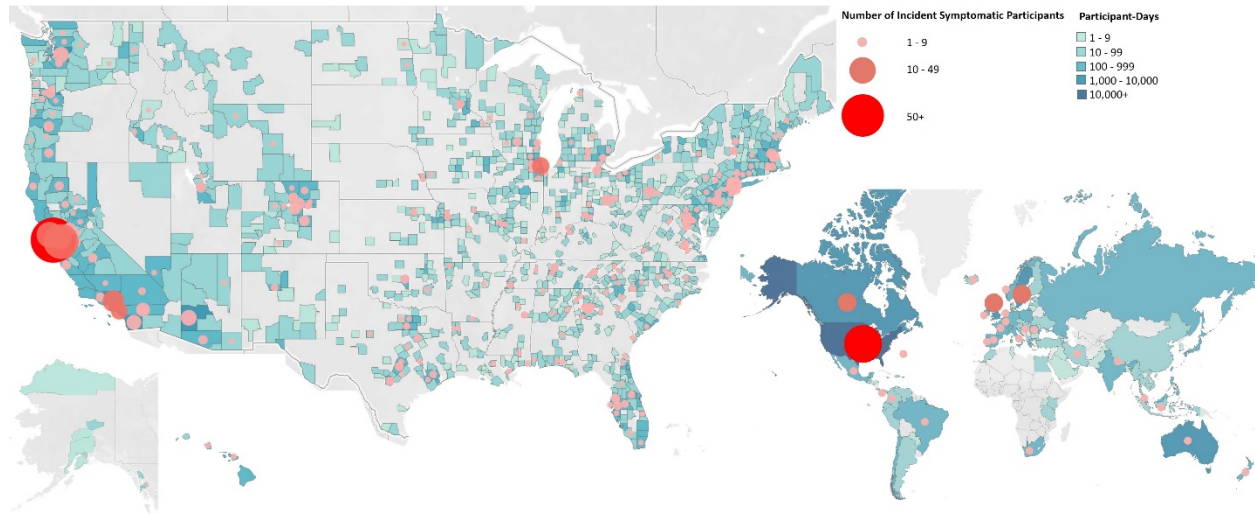 Number of Incident Symptomatic Participants
1 - 9
10 - 49
50+
Participant-Days
1 - 9
10 - 99
100 - 999
1,000 - 10,000
10,000+